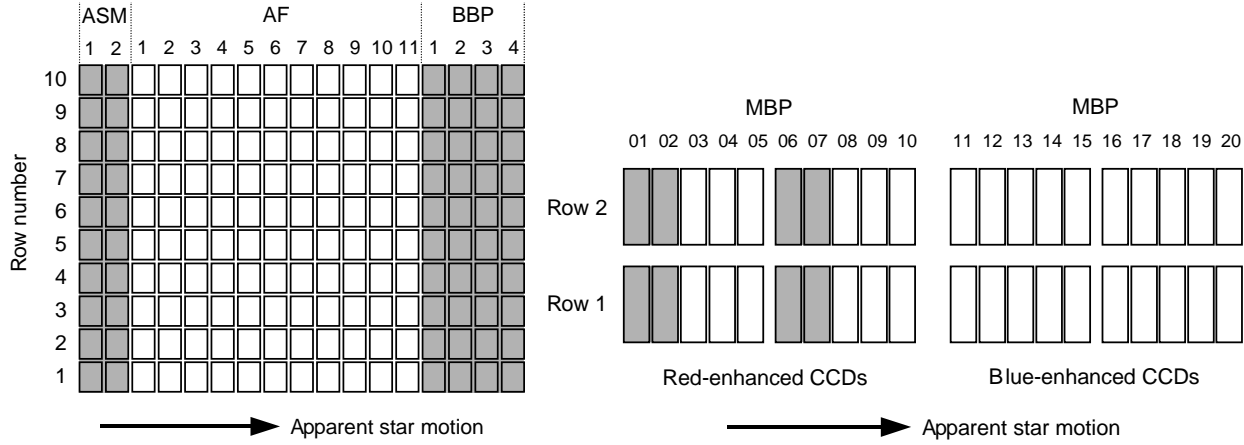 ASM AF BBP
1 2 1 2 3 4 5 6 7 8 9 10 11 1 2 3 4
Row number
10
9
8
7
6
5
4
3
2
1
Apparent star motion
MBP MBP
01 02 03 04 05 06 07 08 09 10 11 12 13 14 15 16 17 18 19 20
Row 2
Row 1
Red-enhanced CCDs Blue-enhanced CCDs
Apparent star motion